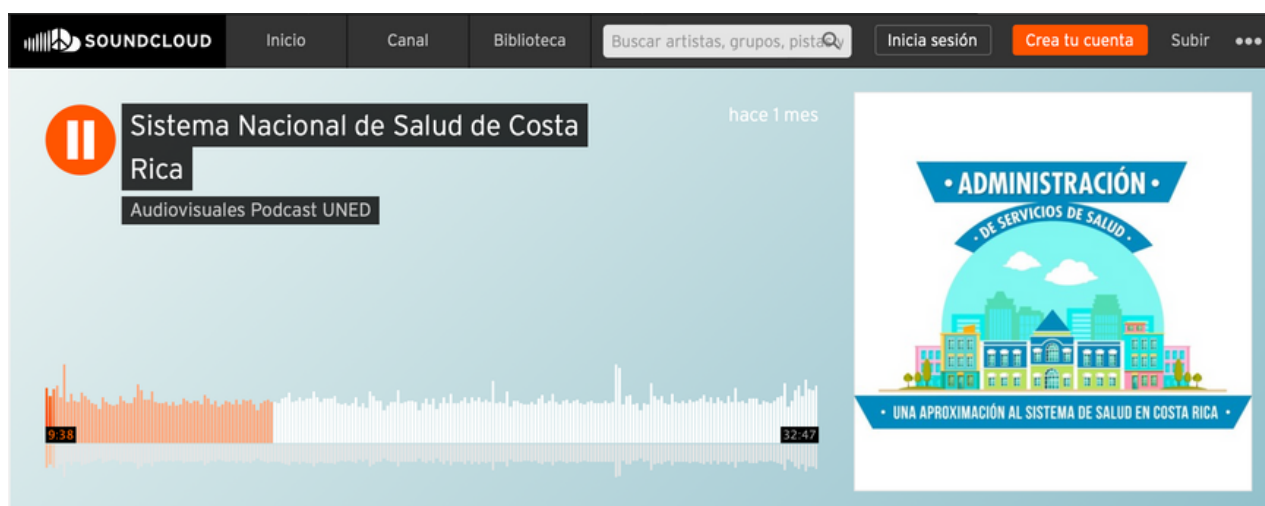 SOUNDCLOUD Inicio Canal Biblioteca Buscar artistas, grupos, pistas y Inicia sesión Crea tu cuenta Subir
Sistema Nacional de Salud de Costa
Rica
Audiovisuales Podcast UNED
hace 1 mes
9:38
32:47
• ADMINISTRACIÓN •
• DE SERVICIOS DE SALUD •
• UNA APROXIMACIÓN AL SISTEMA DE SALUD EN COSTA RICA •